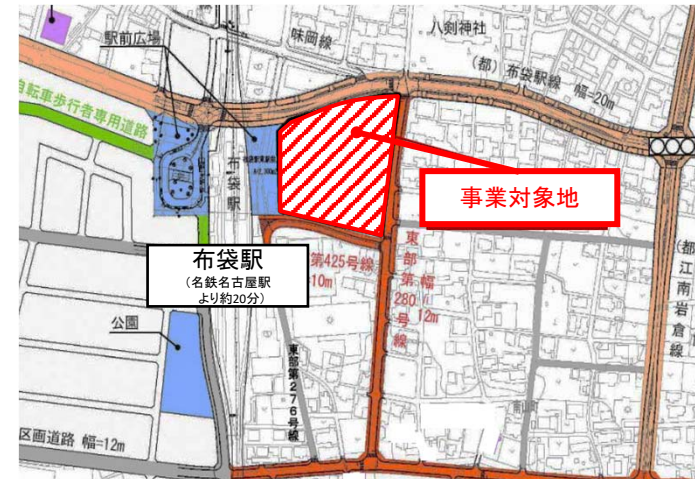 駅前広場
味岡線
八剣神社
(都)布袋駅線 幅=20m
自転車歩行者専用道路
布袋駅
事業対象地
布袋駅
(名鉄名古屋駅
より約20分)
第425号線
=10m
東部第280号線
幅12m
(都)江南岩倉線
公園
東部第276号線
区画道路 幅=12m